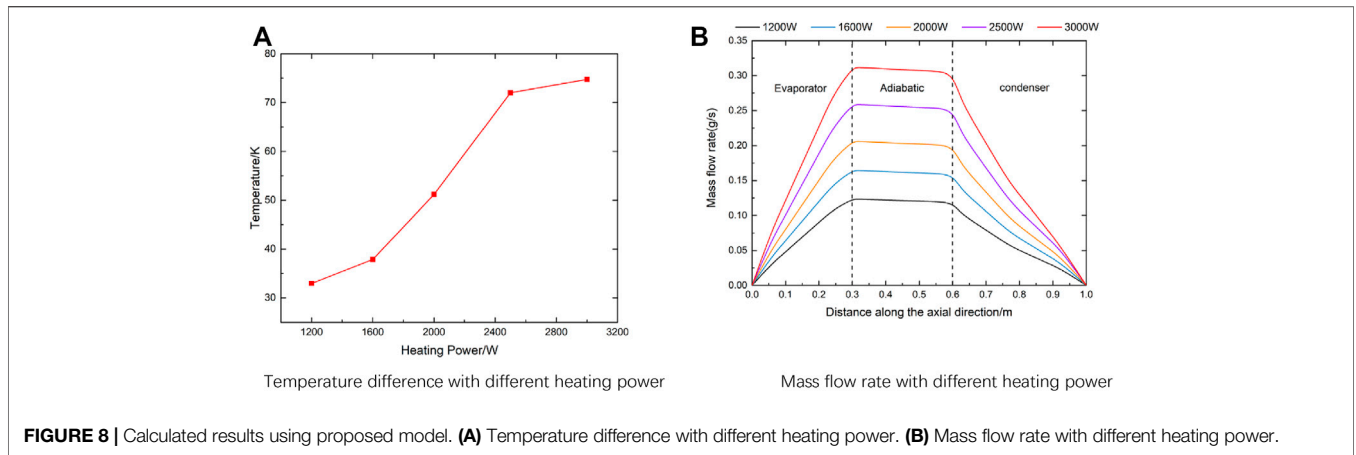 A
80
70
60
50
40
30
Temperature/K
1200 1600 2000 2400 2800 3200
Heating Power/W
Temperature difference with different heating power
B
1200W 1600W 2000W 2500W 3000W
0.35
0.30
0.25
0.20
0.15
0.10
0.05
0.00
Mass flow rate(g/s)
Evaporator Adiabatic condenser
0.0 0.1 0.2 0.3 0.4 0.5 0.6 0.7 0.8 0.9 1.0
Distance along the axial direction/m
Mass flow rate with different heating power
FIGURE 8 | Calculated results using proposed model. (A) Temperature difference with different heating power. (B) Mass flow rate with different heating power.